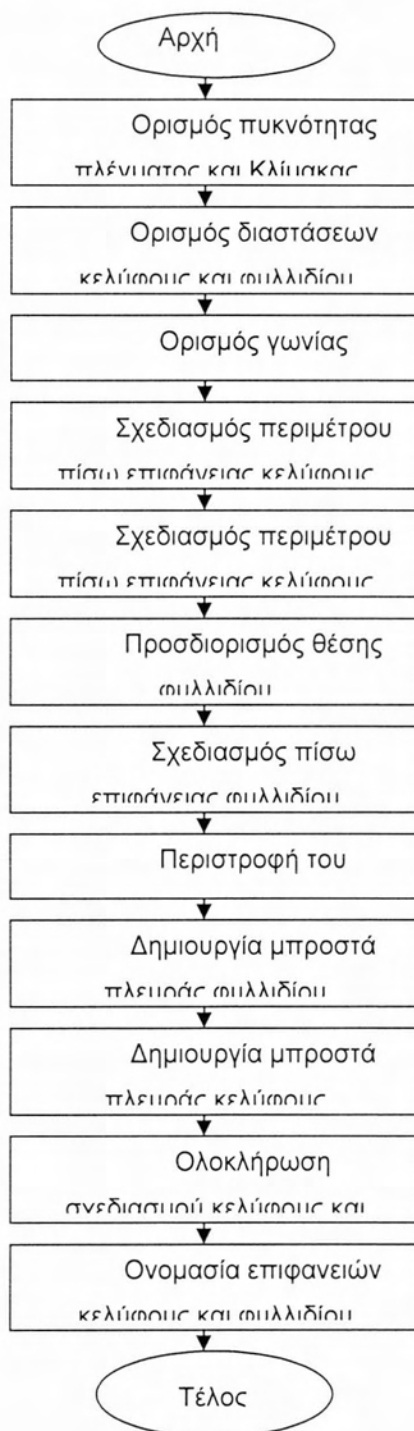 Αρχή
Ορισμός πυκνότητας
πλέγματος και Κλίμακας
Ορισμός διαστάσεων
κελύφους και φυλλιδίου
Ορισμός γωνίας
Σχεδιασμός περιμέτρου
πίσω επιφάνειας κελύφους
Σχεδιασμός περιμέτρου
πίσω επιφάνειας κελύφους
Προσδιορισμός θέσης
φυλλιδίου
Σχεδιασμός πίσω
επιφάνειας φυλλιδίου
Περιστροφή του
Δημιουργία μπροστά
πλευράς φυλλιδίου
Δημιουργία μπροστά
πλευράς κελύφους
Ολοκλήρωση
σχεδιασμού κελύφους και
Ονομασία επιφανειών
κελύφους και φυλλιδίου
Τέλος